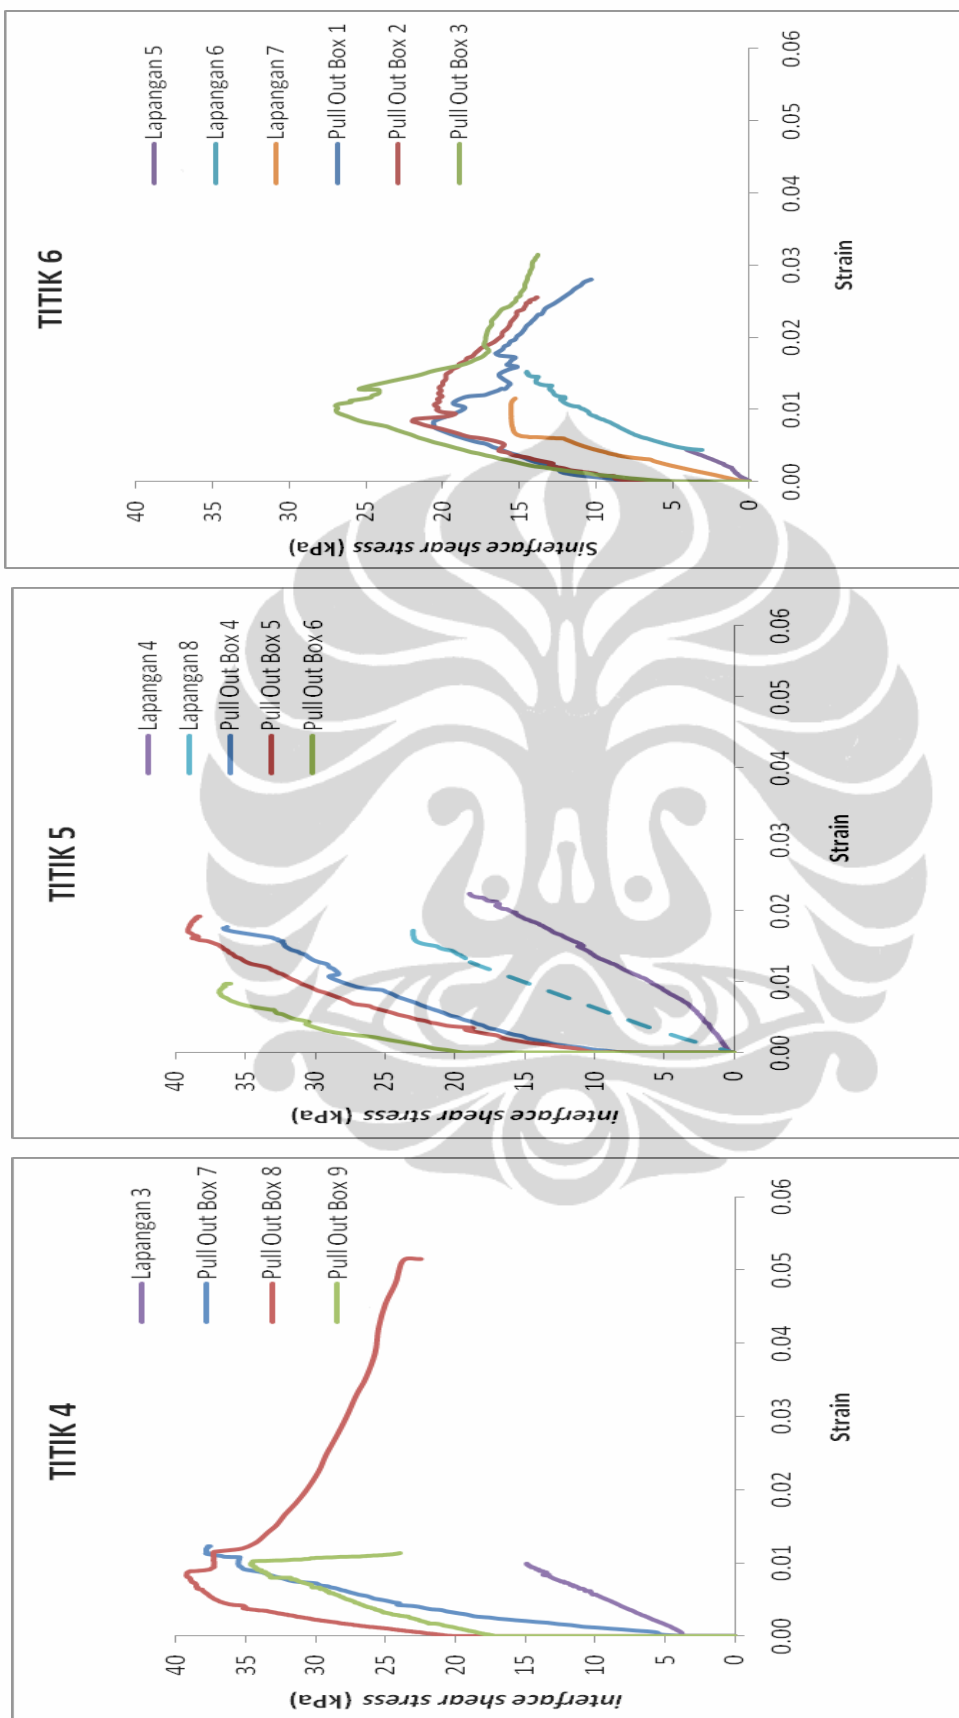 TITIK 4
40
35
30
25
20
15
10
5
0
interface shear stress (kPa)
0.00
0.01
0.02
0.03
0.04
0.05
0.06
Strain
Lapangan 3
Pull Out Box 7
Pull Out Box 8
Pull Out Box 9
TITIK 5
40
35
30
25
20
15
10
5
0
interface shear stress (kPa)
0.00
0.01
0.02
0.03
0.04
0.05
0.06
Strain
Lapangan 4
Lapangan 8
Pull Out Box 4
Pull Out Box 5
Pull Out Box 6
TITIK 6
40
35
30
25
20
15
10
5
0
Sinterface shear stress (kPa)
0.00
0.01
0.02
0.03
0.04
0.05
0.06
Strain
Lapangan 5
Lapangan 6
Lapangan 7
Pull Out Box 1
Pull Out Box 2
Pull Out Box 3